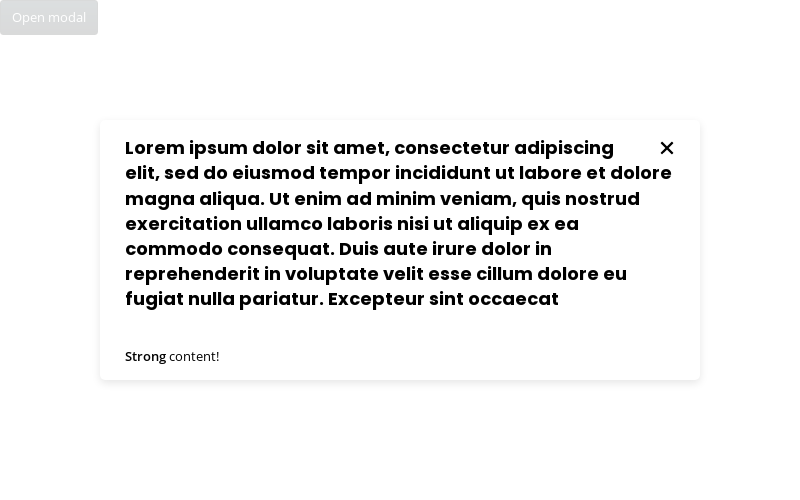 Open modal
Lorem ipsum dolor sit amet, consectetur adipiscing
elit, sed do eiusmod tempor incididunt ut labore et dolore
magna aliqua. Ut enim ad minim veniam, quis nostrud
exercitation ullamco laboris nisi ut aliquip ex ea
commodo consequat. Duis aute irure dolor in
reprehenderit in voluptate velit esse cillum dolore eu
fugiat nulla pariatur. Excepteur sint occaecat
Strong content!